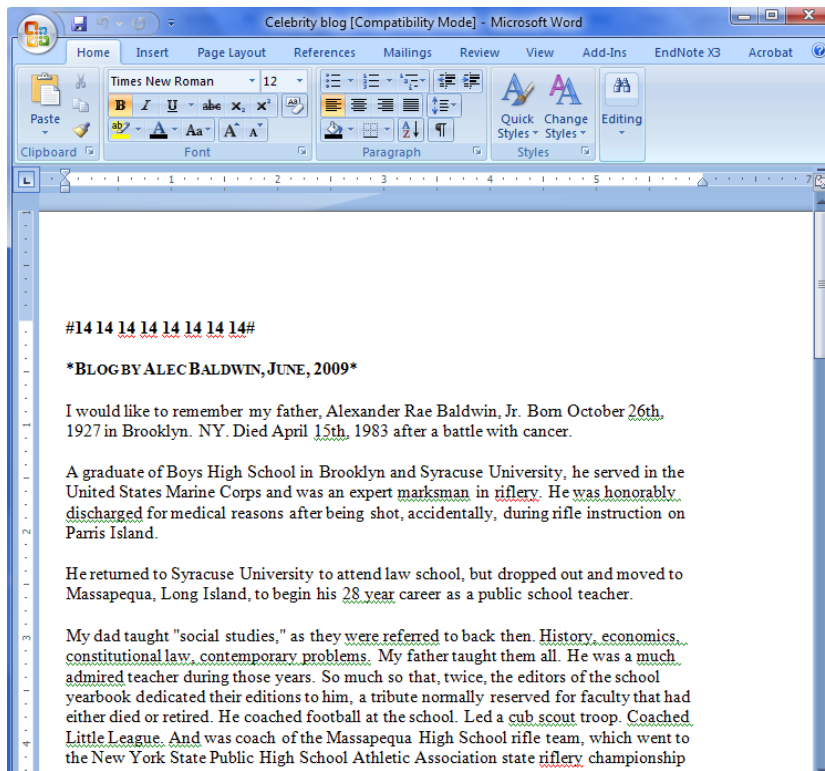 Celebrity blog [Compatibility Mode] - Microsoft Word
Home Insert Page Layout References Mailings Review View Add-Ins EndNote X3 Acrobat
Times New Roman 12
B I U abe x₂ x²
Paste
Aa A A
Quick Styles Change Styles Editing
Clipboard Font Paragraph Styles
1 2 3 4 5 7
#14 14 14 14 14 14 14 14#
*BLOG BY ALEC BALDWIN, JUNE, 2009*
I would like to remember my father, Alexander Rae Baldwin, Jr. Born October 26th,
1927 in Brooklyn. NY. Died April 15th, 1983 after a battle with cancer.
A graduate of Boys High School in Brooklyn and Syracuse University, he served in the
United States Marine Corps and was an expert marksman in riflery. He was honorably
discharged for medical reasons after being shot, accidentally, during rifle instruction on
Parris Island.
He returned to Syracuse University to attend law school, but dropped out and moved to
Massapequa, Long Island, to begin his 28 year career as a public school teacher.
My dad taught "social studies," as they were referred to back then. History, economics,
constitutional law, contemporary problems. My father taught them all. He was a much
admired teacher during those years. So much so that, twice, the editors of the school
yearbook dedicated their editions to him, a tribute normally reserved for faculty that had
either died or retired. He coached football at the school. Led a cub scout troop. Coached
Little League. And was coach of the Massapequa High School rifle team, which went to
the New York State Public High School Athletic Association state riflery championship